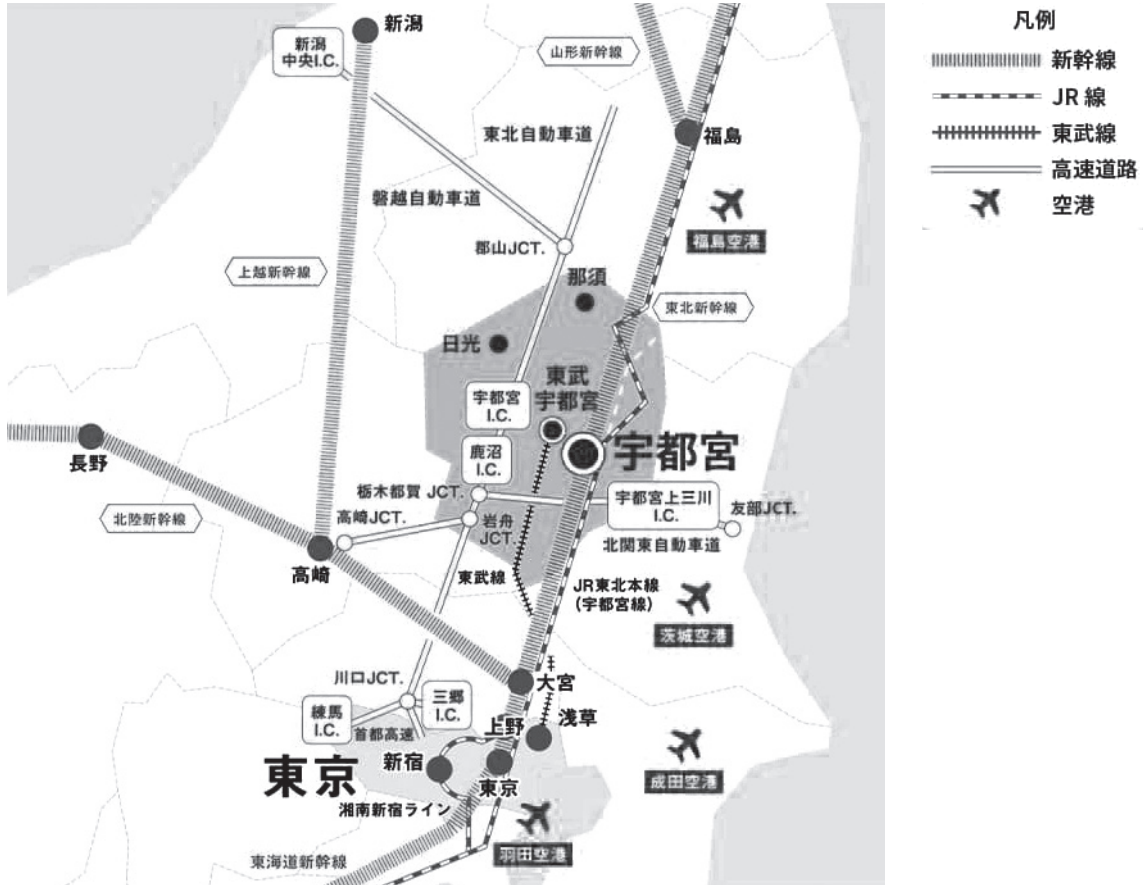 新潟
新潟
中央I.C.
山形新幹線
東北自動車道
福島
磐越自動車道
福島空港
郡山JCT.
上越新幹線
那須
東北新幹線
日光
東武
宇都宮
宇都宮
I.C.
宇都宮
長野
鹿沼
I.C.
栃木都賀 JCT.
宇都宮上三川
I.C.
友部JCT.
北陸新幹線
高崎JCT.
岩舟
JCT.
北関東自動車道
高崎
東武線
JR東北本線
(宇都宮線)
茨城空港
川口JCT.
大宮
練馬
I.C.
三郷
I.C.
上野
浅草
首都高速
東京
新宿
東京
成田空港
湘南新宿ライン
羽田空港
東海道新幹線
凡例
新幹線
JR 線
東武線
高速道路
空港